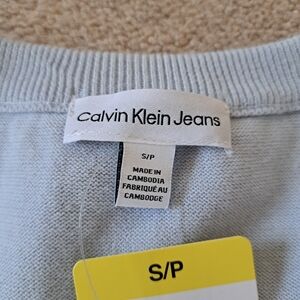 Calvin Klein Jeans
S/P
MADE IN
CAMBODIA
FABRIQUÉ AU
CAMBODGE
S/P